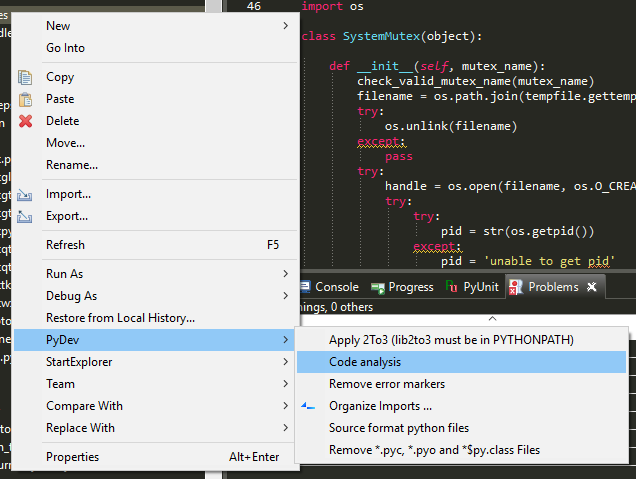 New
Go Into
Copy
Paste
Delete
Move...
Rename...
Import...
Export...
Refresh F5
Run As
Debug As
Restore from Local History...
PyDev
StartExplorer
Team
Compare With
Replace With
Properties Alt+Enter
46 import os
class SystemMutex(object):
def __init__(self, mutex_name):
check_valid_mutex_name(mutex_name)
filename = os.path.join(tempfile.gettemp
try:
os.unlink(filename)
except:
pass
try:
handle = os.open(filename, os.O_CREA
try:
try:
pid = str(os.getpid())
except:
pid = 'unable to get pid'
Console Progress PyUnit Problems
nings, 0 others
Apply 2To3 (lib2to3 must be in PYTHONPATH)
Code analysis
Remove error markers
Organize Imports ...
Source format python files
Remove *.pyc, *.pyo and *$py.class Files